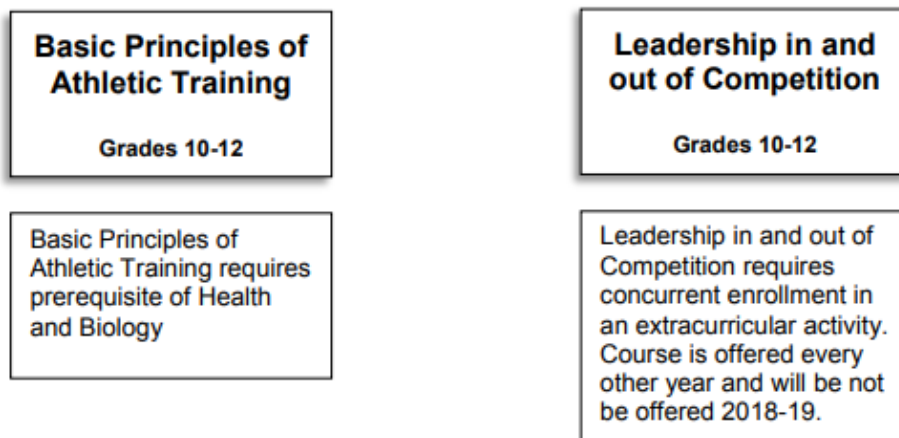 Basic Principles of
Athletic Training
Grades 10-12
Basic Principles of
Athletic Training requires
prerequisite of Health
and Biology
Leadership in and
out of Competition
Grades 10-12
Leadership in and out of
Competition requires
concurrent enrollment in
an extracurricular activity.
Course is offered every
other year and will be not
be offered 2018-19.